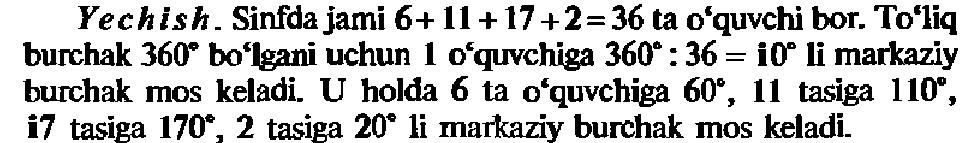 Yechish. Sinfda jami 6+ 11 + 17 + 2 = 36 ta o‘quvchi bor. To‘liq
burchak 360° bo‘lgani uchun 1 o‘quvchiga 360° : 36 = 10° li markaziy
burchak mos keladi. U holda 6 ta o‘quvchiga 60°, 11 tasiga 110°,
17 tasiga 170°, 2 tasiga 20° li markaziy burchak mos keladi.